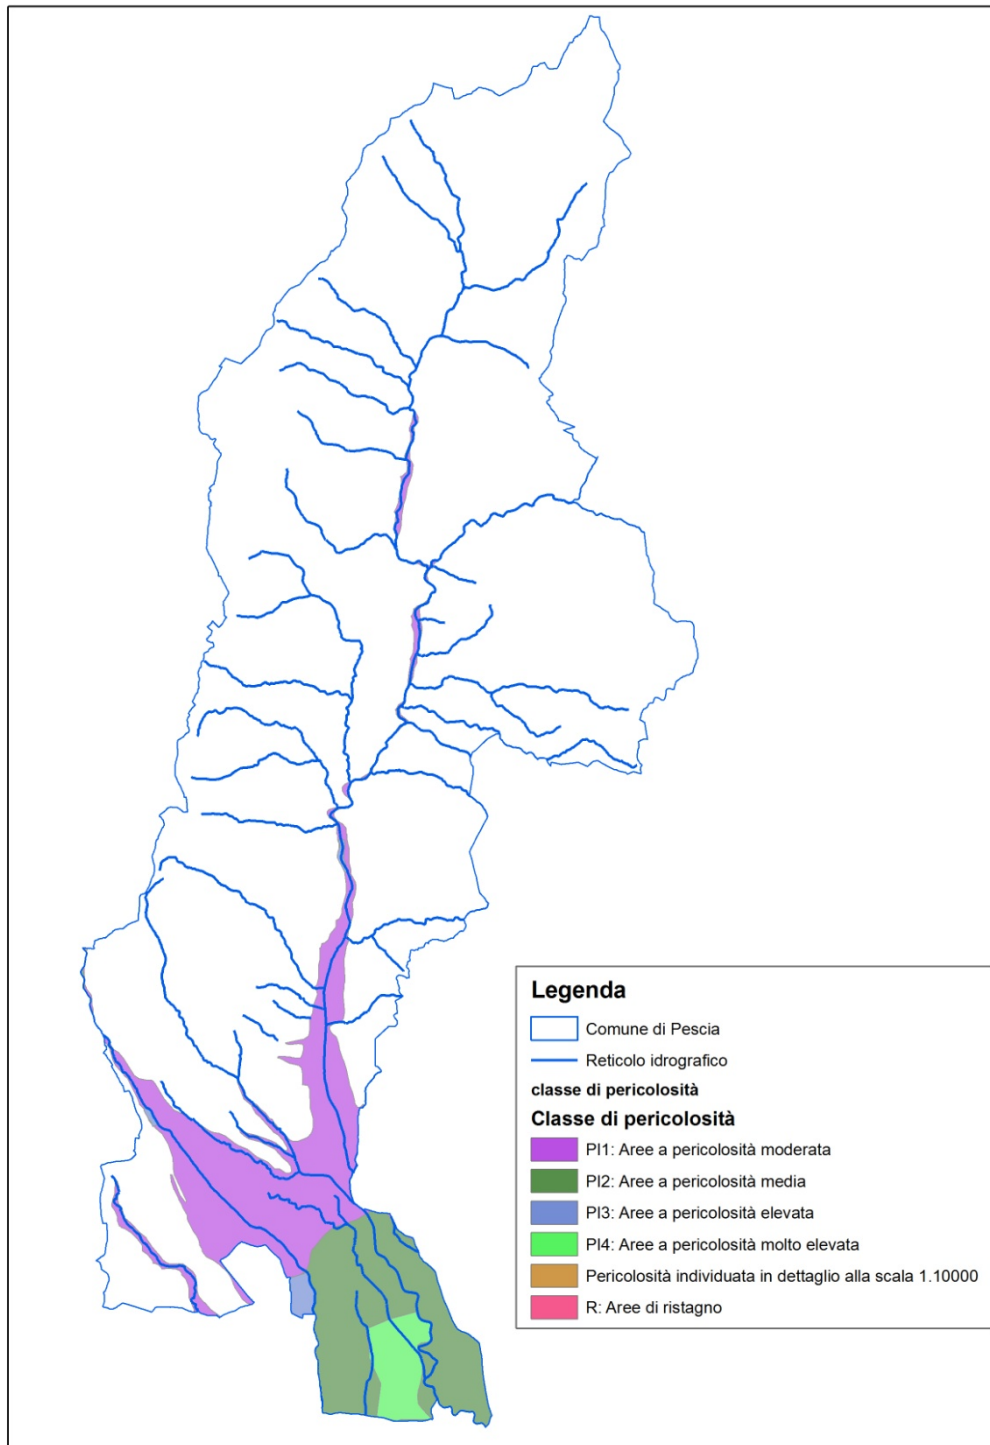 Legenda
Comune di Pescia
Reticolo idrografico
classe di pericolosità
Classe di pericolosità
PI1: Aree a pericolosità moderata
PI2: Aree a pericolosità media
PI3: Aree a pericolosità elevata
PI4: Aree a pericolosità molto elevata
Pericolosità individuata in dettaglio alla scala 1.10000
R: Aree di ristagno